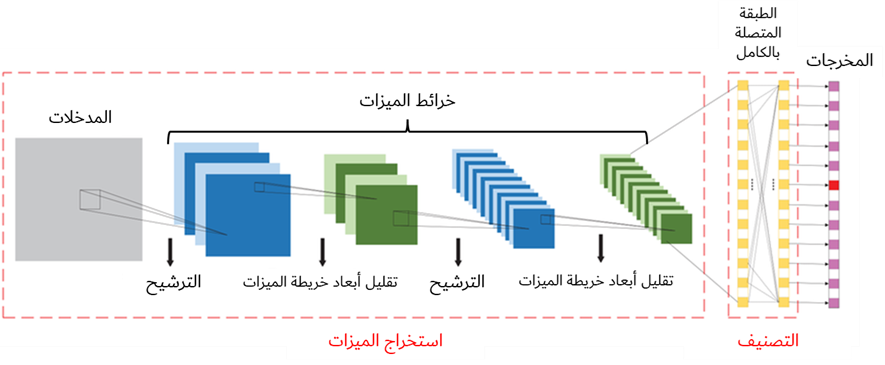 الطبقة
المتصلة
بالكامل
المخرجات
خرائط الميزات
المدخلات
الترشيح
تقليل أبعاد خريطة الميزات
الترشيح
تقليل أبعاد خريطة الميزات
استخراج الميزات
التصنيف